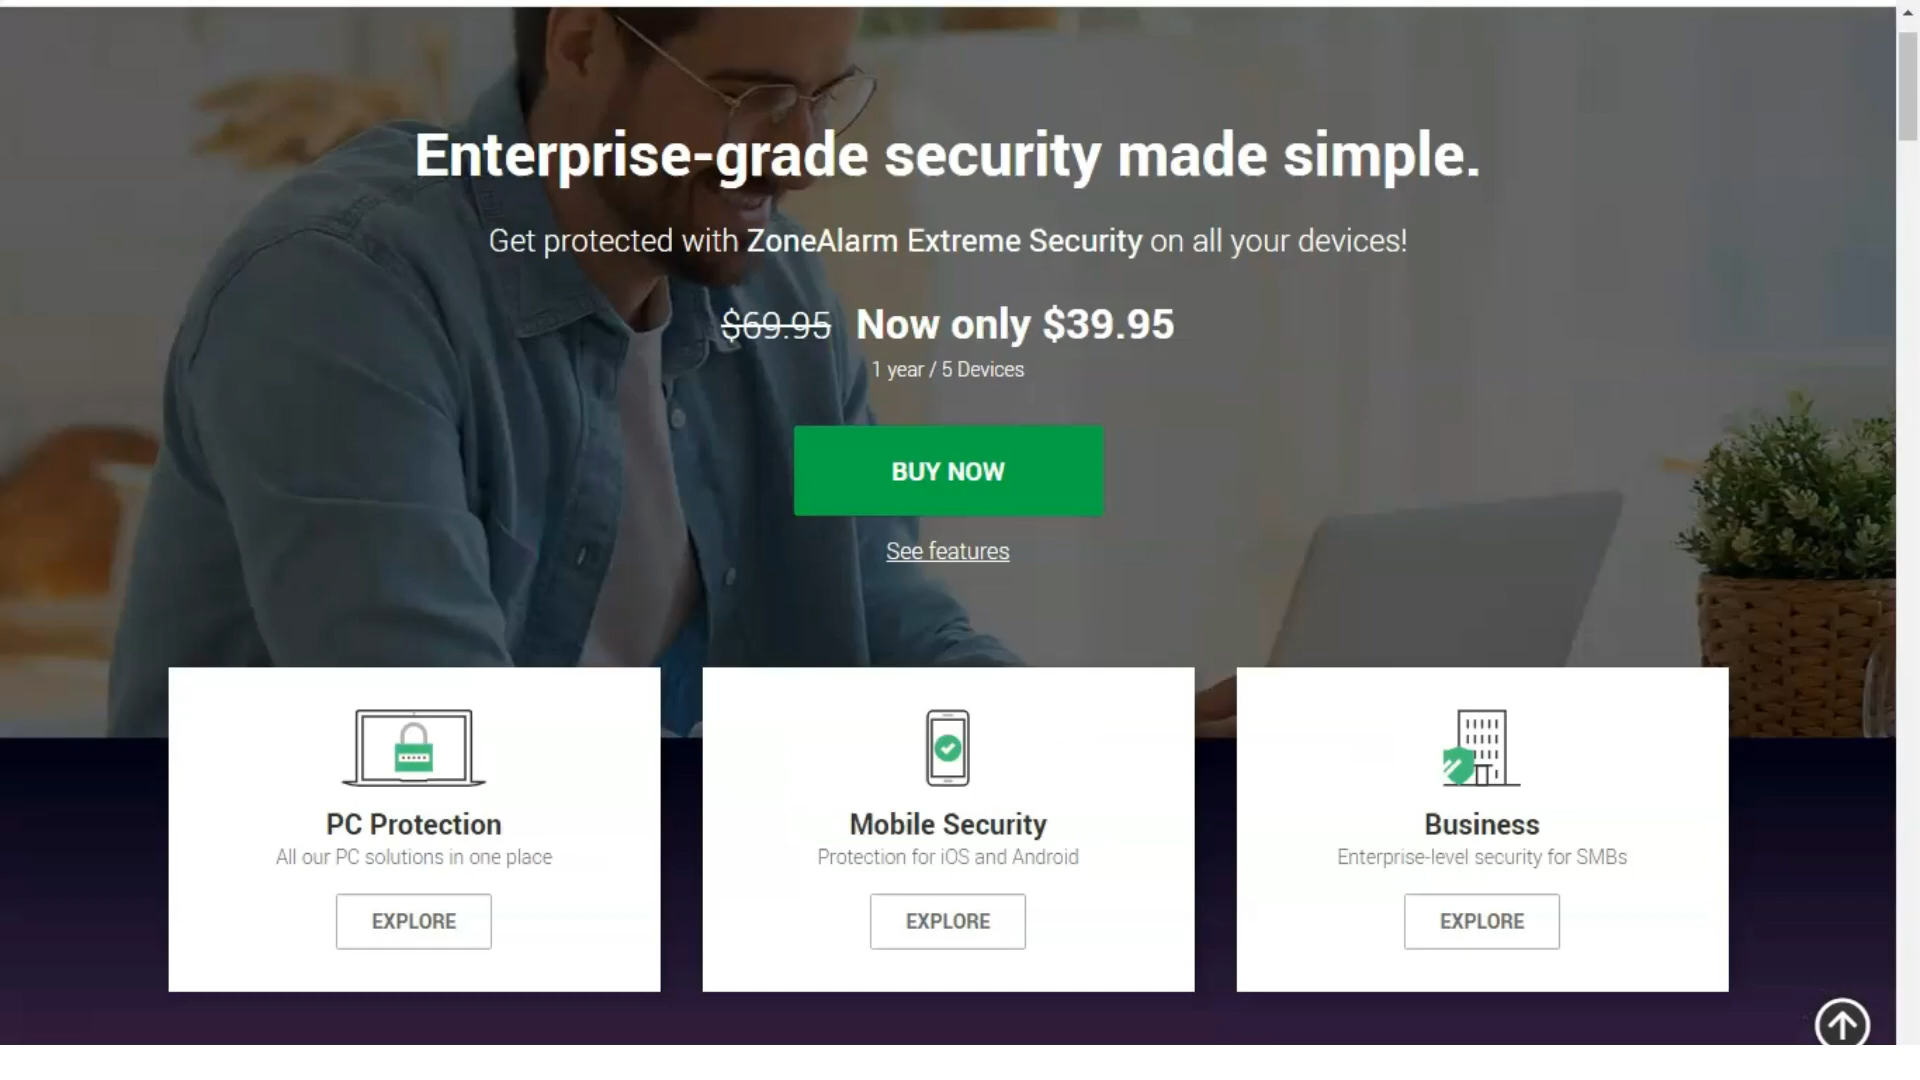 Enterprise-grade security made simple.
Get protected with ZoneAlarm Extreme Security on all your devices!
$69.95 Now only $39.95
1 year / 5 Devices
BUY NOW
See features
PC Protection
All our PC solutions in one place
EXPLORE
Mobile Security
Protection for iOS and Android
EXPLORE
Business
Enterprise-level security for SMBs
EXPLORE